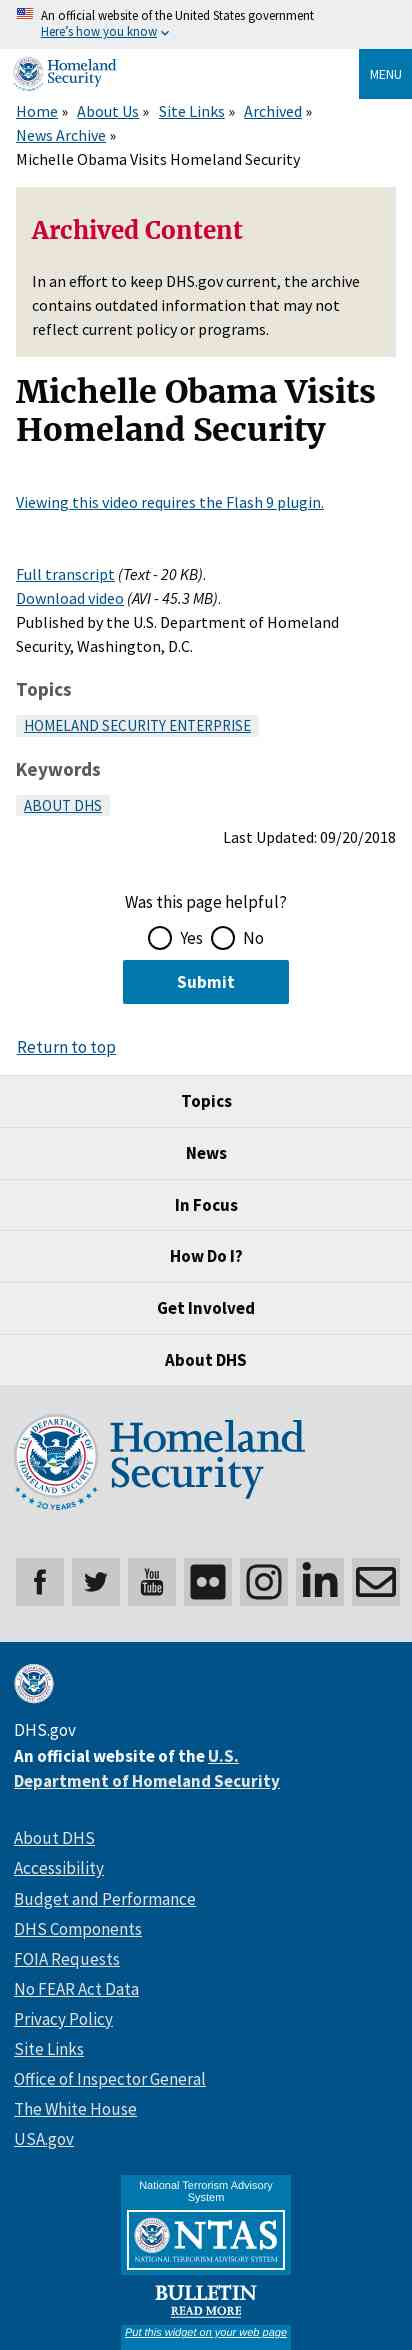 An official website of the United States government
Here's how you know
Homeland
Security
MENU
Home » About Us » Site Links » Archived »
News Archive »
Michelle Obama Visits Homeland Security
Archived Content
In an effort to keep DHS.gov current, the archive
contains outdated information that may not
reflect current policy or programs.
Michelle Obama Visits
Homeland Security
Viewing this video requires the Flash 9 plugin.
Full transcript (Text - 20 KB).
Download video (AVI - 45.3 MB).
Published by the U.S. Department of Homeland
Security, Washington, D.C.
Topics
HOMELAND SECURITY ENTERPRISE
Keywords
ABOUT DHS
Last Updated: 09/20/2018
Was this page helpful?
Yes No
Submit
Return to top
Topics
News
In Focus
How Do I?
Get Involved
About DHS
U.S. DEPARTMENT OF
HOMELAND SECURITY
20 YEARS
Homeland
Security
You
Tube
in
DHS.gov
An official website of the U.S.
Department of Homeland Security
About DHS
Accessibility
Budget and Performance
DHS Components
FOIA Requests
No FEAR Act Data
Privacy Policy
Site Links
Office of Inspector General
The White House
USA.gov
National Terrorism Advisory
System
NTAS
NATIONAL TERRORISM ADVISORY SYSTEM
BULLETIN
READ MORE
Put this widget on your web page